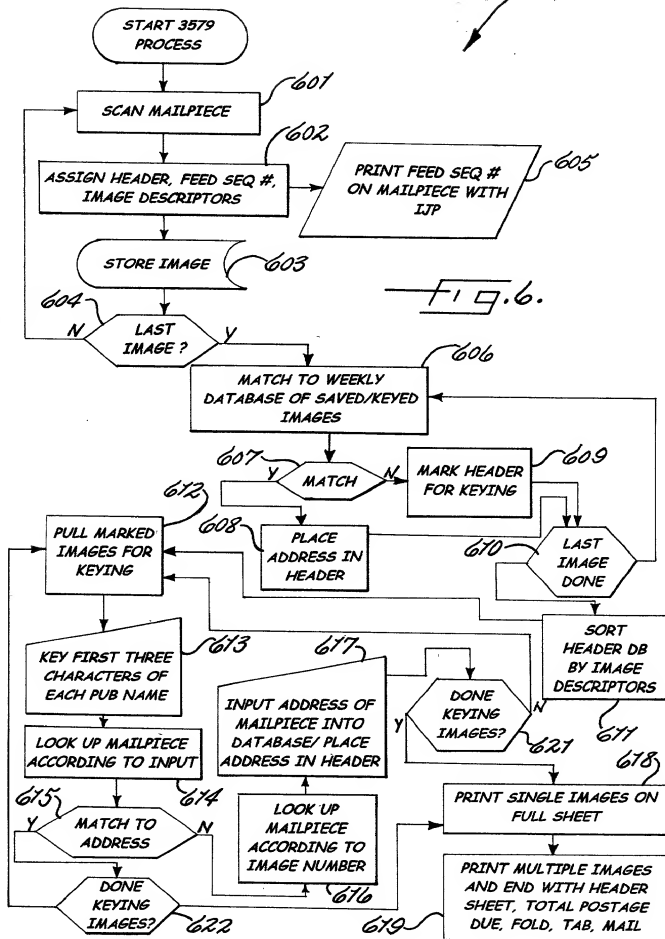 START 3579
PROCESS
601
SCAN MAILPIECE
602
ASSIGN HEADER, FEED SEQ #,
IMAGE DESCRIPTORS
PRINT FEED SEQ #
ON MAILPIECE WITH
IJP
605
STORE IMAGE
603
604
N
LAST
IMAGE ?
Y
Fig.6.
606
MATCH TO WEEKLY
DATABASE OF SAVED/KEYED
IMAGES
607
Y
MATCH
N
609
MARK HEADER
FOR KEYING
612
PULL MARKED
IMAGES FOR
KEYING
608
PLACE
ADDRESS IN
HEADER
610
LAST
IMAGE
DONE
613
KEY FIRST THREE
CHARACTERS OF
EACH PUB NAME
617
INPUT ADDRESS OF
MAILPIECE INTO
DATABASE/ PLACE
ADDRESS IN HEADER
DONE
KEYING
IMAGES?
Y
N
621
SORT
HEADER DB
BY IMAGE
DESCRIPTORS
611
LOOK UP MAILPIECE
ACCORDING TO INPUT
614
615
Y
MATCH TO
ADDRESS
N
LOOK UP
MAILPIECE
ACCORDING TO
IMAGE NUMBER
616
618
PRINT SINGLE IMAGES ON
FULL SHEET
DONE
KEYING
IMAGES?
622
PRINT MULTIPLE IMAGES
AND END WITH HEADER
SHEET, TOTAL POSTAGE
DUE, FOLD, TAB, MAIL
619